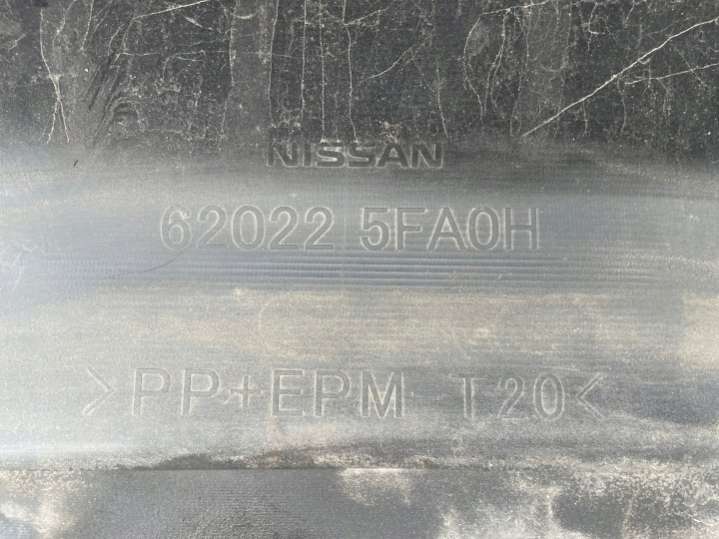 NISSAN
62022 5FA0H
>PP+EPM T20<